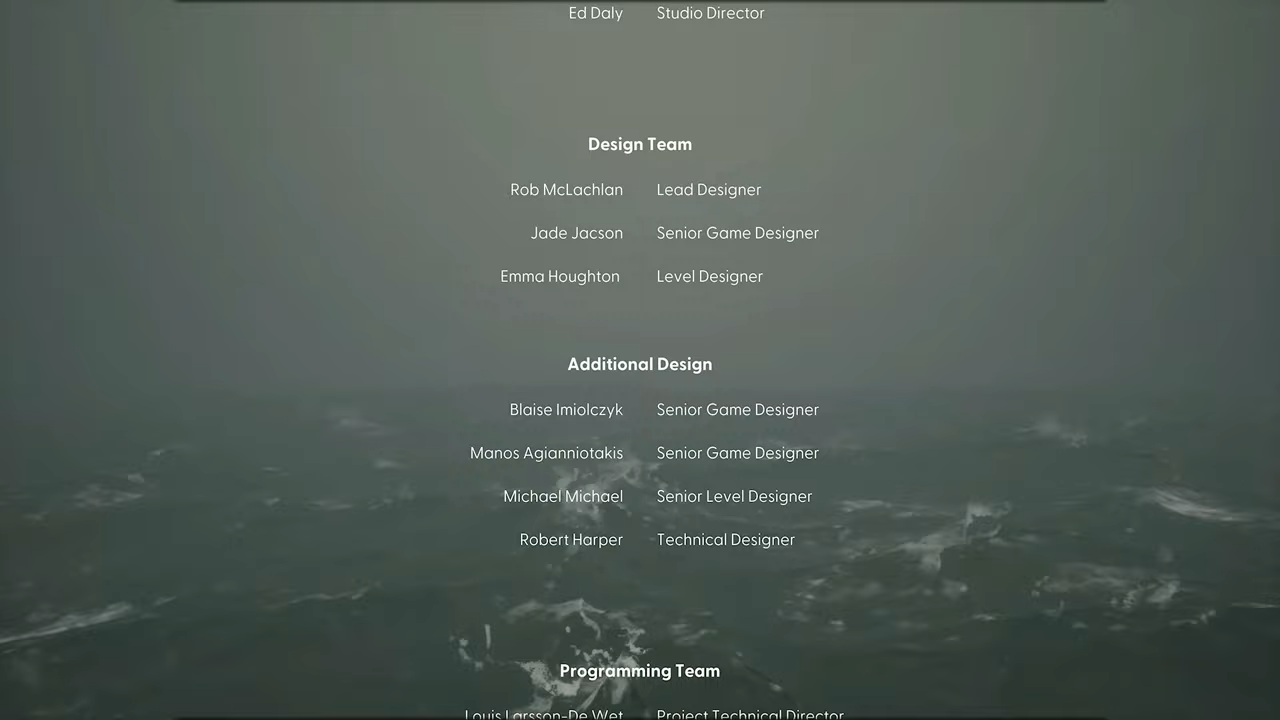 Ed Daly Studio Director
Design Team
Rob McLachlan Lead Designer
Jade Jacson Senior Game Designer
Emma Houghton Level Designer
Additional Design
Blaise Imiolczyk Senior Game Designer
Manos Agianniotakis Senior Game Designer
Michael Michael Senior Level Designer
Robert Harper Technical Designer
Programming Team
Louis Larsson-De Wet Project Technical Director